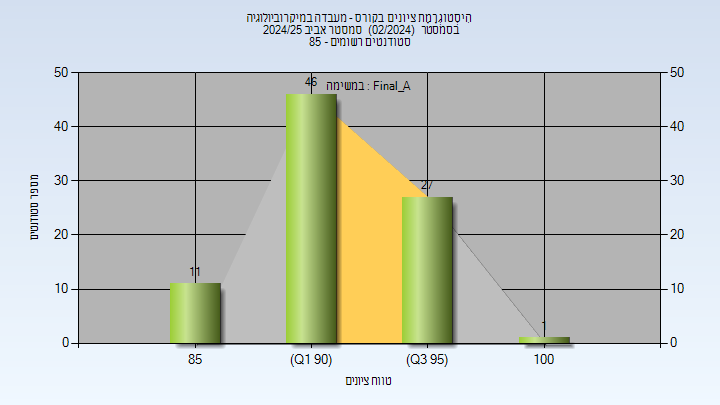 היסטוגרמת ציונים בקורס - מעבדה במיקרוביולוגיה
בסמסטר (02/2024) סמסטר אביב 2024/25
סטודנטים רשומים - 85
במשימה : Final_A
50
40
30
20
10
0
50
40
30
20
10
0
מספר סטודנטים
11
46
27
1
85
(Q1 90)
(Q3 95)
100
טווח ציונים